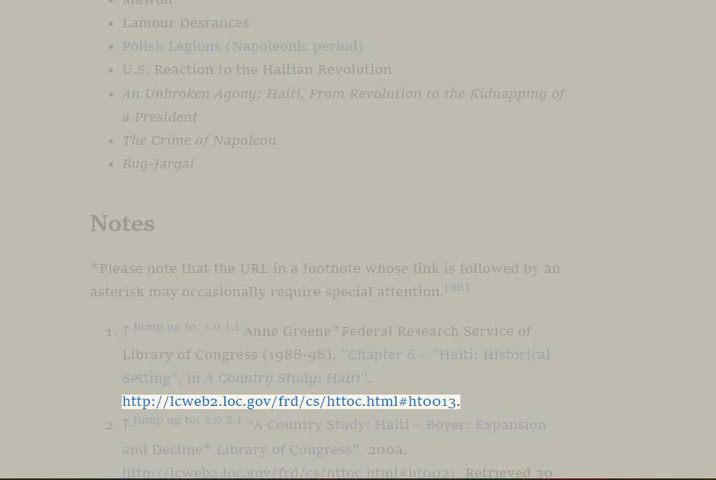 Mawon
Lamour Desrances
Polish Legions (Napoleonic period)
U.S. Reaction to the Haitian Revolution
An Unbroken Agony: Haiti, From Revolution to the Kidnapping of
a President
The Crime of Napoleon
Bug-Jargal
Notes
*Please note that the URL in a footnote whose link is followed by an
asterisk may occasionally require special attention.[48]
1. ↑ Jump up to: 1.0 1.1 Anne Greene*Federal Research Service of
Library of Congress (1988-98). "Chapter 6 – "Haiti: Historical
Setting", in A Country Study: Haiti".
http://lcweb2.loc.gov/frd/cs/httoc.html#ht0013.
2. ↑ Jump up to: 2.0 2.1 "A Country Study: Haiti – Boyer: Expansion
and Decline* Library of Congress". 200a.
http://lcweb2.loc.gov/frd/cs/httoc.html#ht0021. Retrieved 30